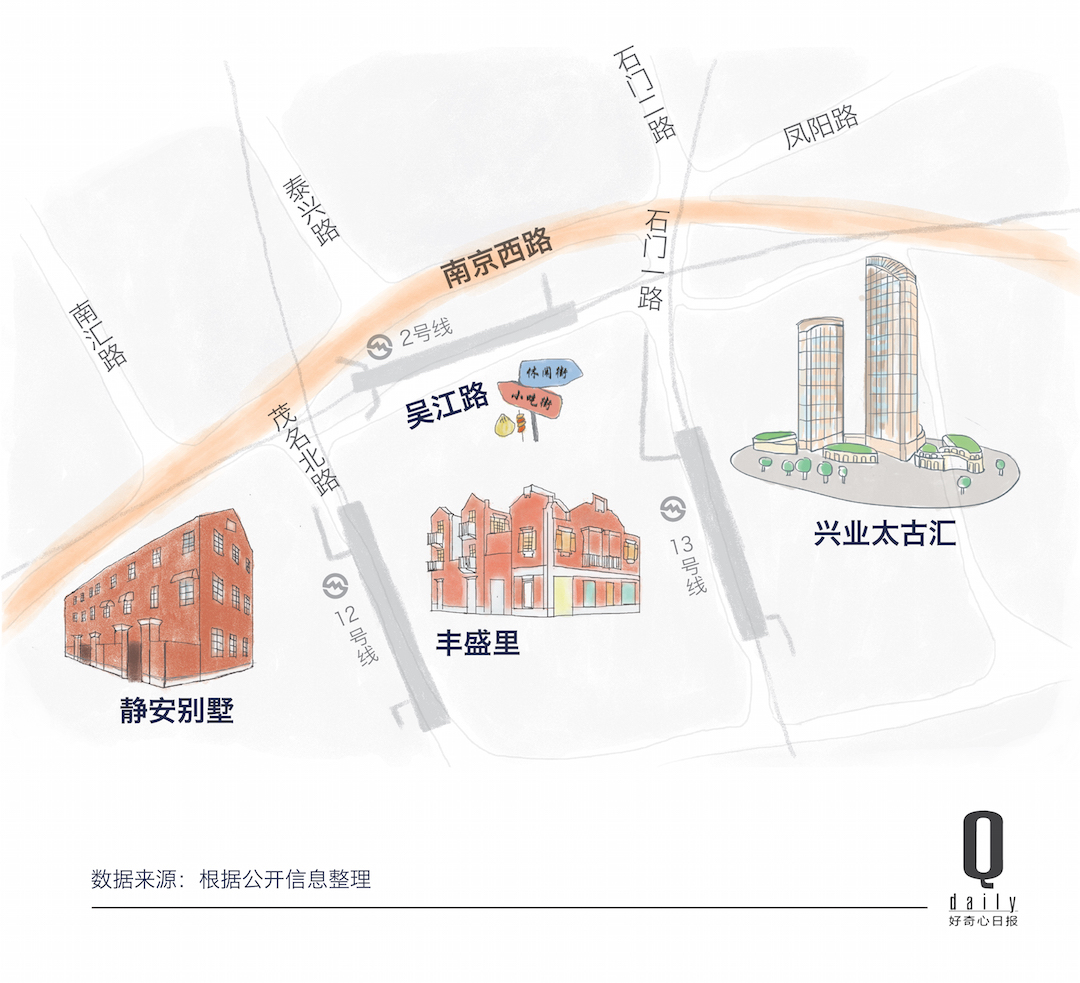 石门二路
凤阳路
泰兴路
石门一路
南京西路
南汇路
2号线
休闲街
小吃街
吴江路
茂名北路
兴业太古汇
13号线
12号线
丰盛里
静安别墅
数据来源：根据公开信息整理
Q
daily
好奇心日报